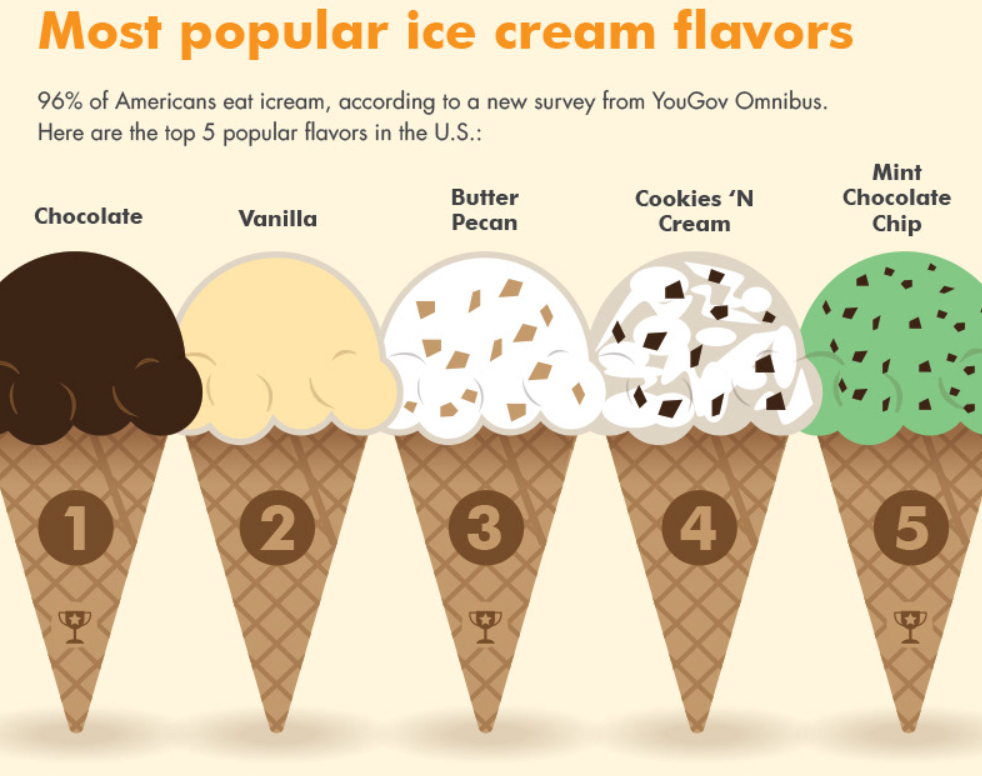 Most popular ice cream flavors
96% of Americans eat icream, according to a new survey from YouGov Omnibus.
Here are the top 5 popular flavors in the U.S.:
Chocolate
Vanilla
Butter
Pecan
Cookies ‘N
Cream
Mint
Chocolate
Chip
1
2
3
4
5